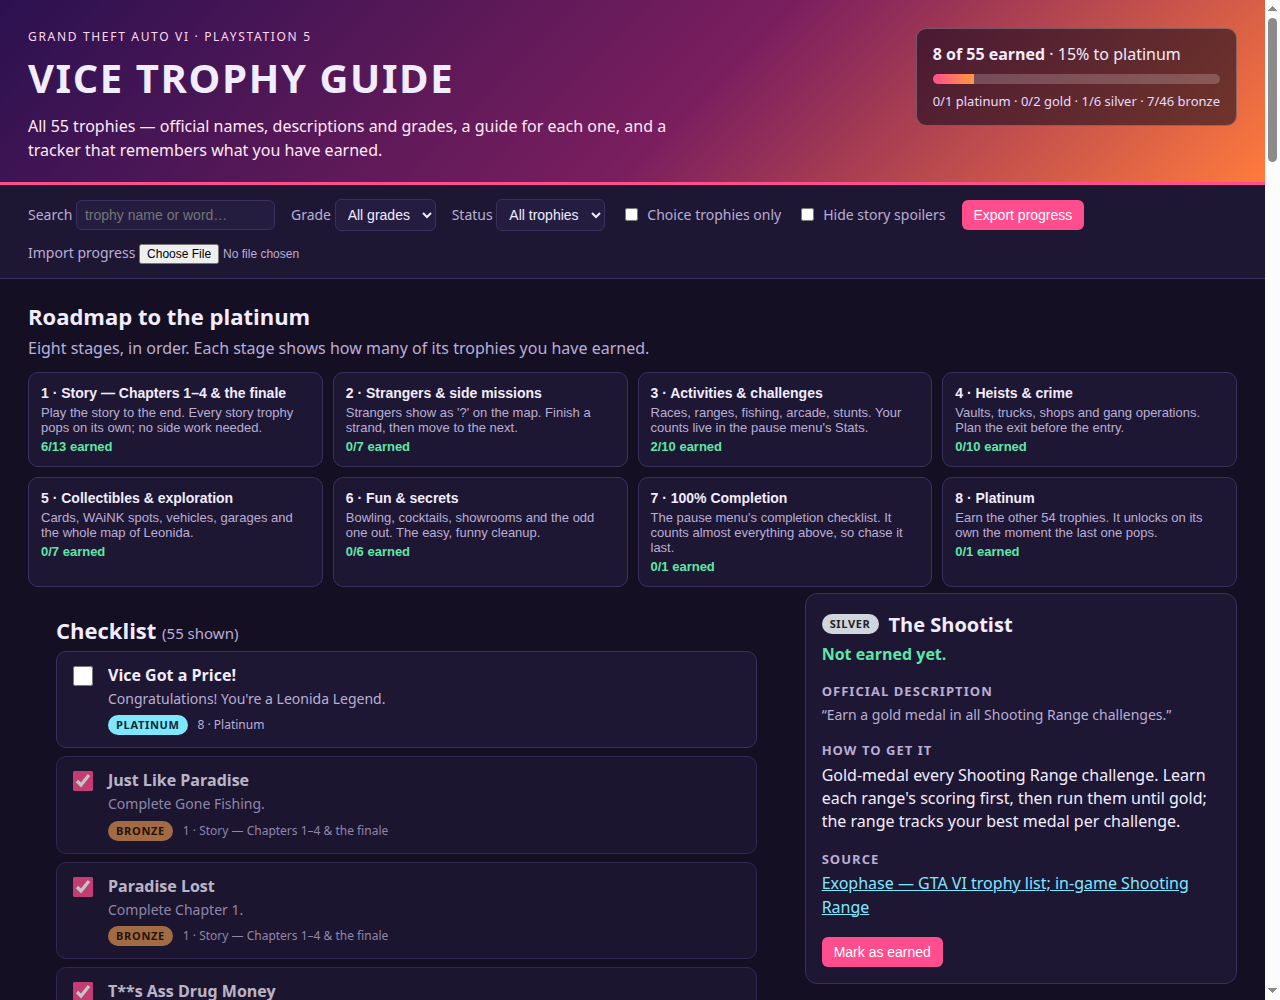 GRAND THEFT AUTO VI · PLAYSTATION 5
VICE TROPHY GUIDE
All 55 trophies — official names, descriptions and grades, a guide for each one, and a
tracker that remembers what you have earned.
8 of 55 earned · 15% to platinum
0/1 platinum · 0/2 gold · 1/6 silver · 7/46 bronze
Search trophy name or word… Grade All grades Status All trophies Choice trophies only Hide story spoilers Export progress
Import progress Choose File No file chosen
Roadmap to the platinum
Eight stages, in order. Each stage shows how many of its trophies you have earned.
1 · Story — Chapters 1–4 & the finale
Play the story to the end. Every story trophy
pops on its own; no side work needed.
6/13 earned
2 · Strangers & side missions
Strangers show as '?' on the map. Finish a
strand, then move to the next.
0/7 earned
3 · Activities & challenges
Races, ranges, fishing, arcade, stunts. Your
counts live in the pause menu's Stats.
2/10 earned
4 · Heists & crime
Vaults, trucks, shops and gang operations.
Plan the exit before the entry.
0/10 earned
5 · Collectibles & exploration
Cards, WAiNK spots, vehicles, garages and
the whole map of Leonida.
0/7 earned
6 · Fun & secrets
Bowling, cocktails, showrooms and the odd
one out. The easy, funny cleanup.
0/6 earned
7 · 100% Completion
The pause menu's completion checklist. It
counts almost everything above, so chase it
last.
0/1 earned
8 · Platinum
Earn the other 54 trophies. It unlocks on its
own the moment the last one pops.
0/1 earned
Checklist (55 shown)
Vice Got a Price!
Congratulations! You're a Leonida Legend.
PLATINUM 8 · Platinum
Just Like Paradise
Complete Gone Fishing.
BRONZE 1 · Story — Chapters 1–4 & the finale
Paradise Lost
Complete Chapter 1.
BRONZE 1 · Story — Chapters 1–4 & the finale
T**s Ass Drug Money
SILVER The Shootist
Not earned yet.
OFFICIAL DESCRIPTION
“Earn a gold medal in all Shooting Range challenges.”
HOW TO GET IT
Gold-medal every Shooting Range challenge. Learn
each range's scoring first, then run them until gold;
the range tracks your best medal per challenge.
SOURCE
Exophase — GTA VI trophy list; in-game Shooting
Range
Mark as earned